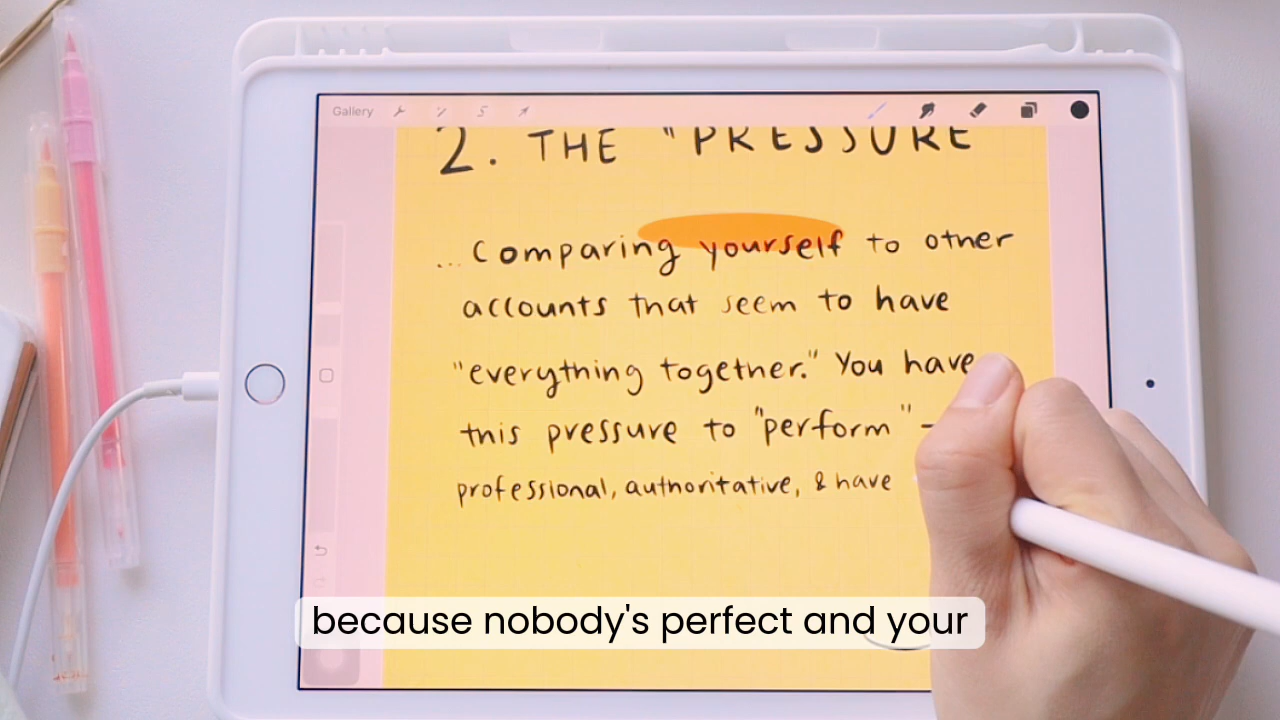 Gallery
2. THE "PRESSURE
... Comparing yourself to other
accounts that seem to have
"everything together." You have
this pressure to "perform" -
professional, authoritative, & have
because nobody's perfect and your